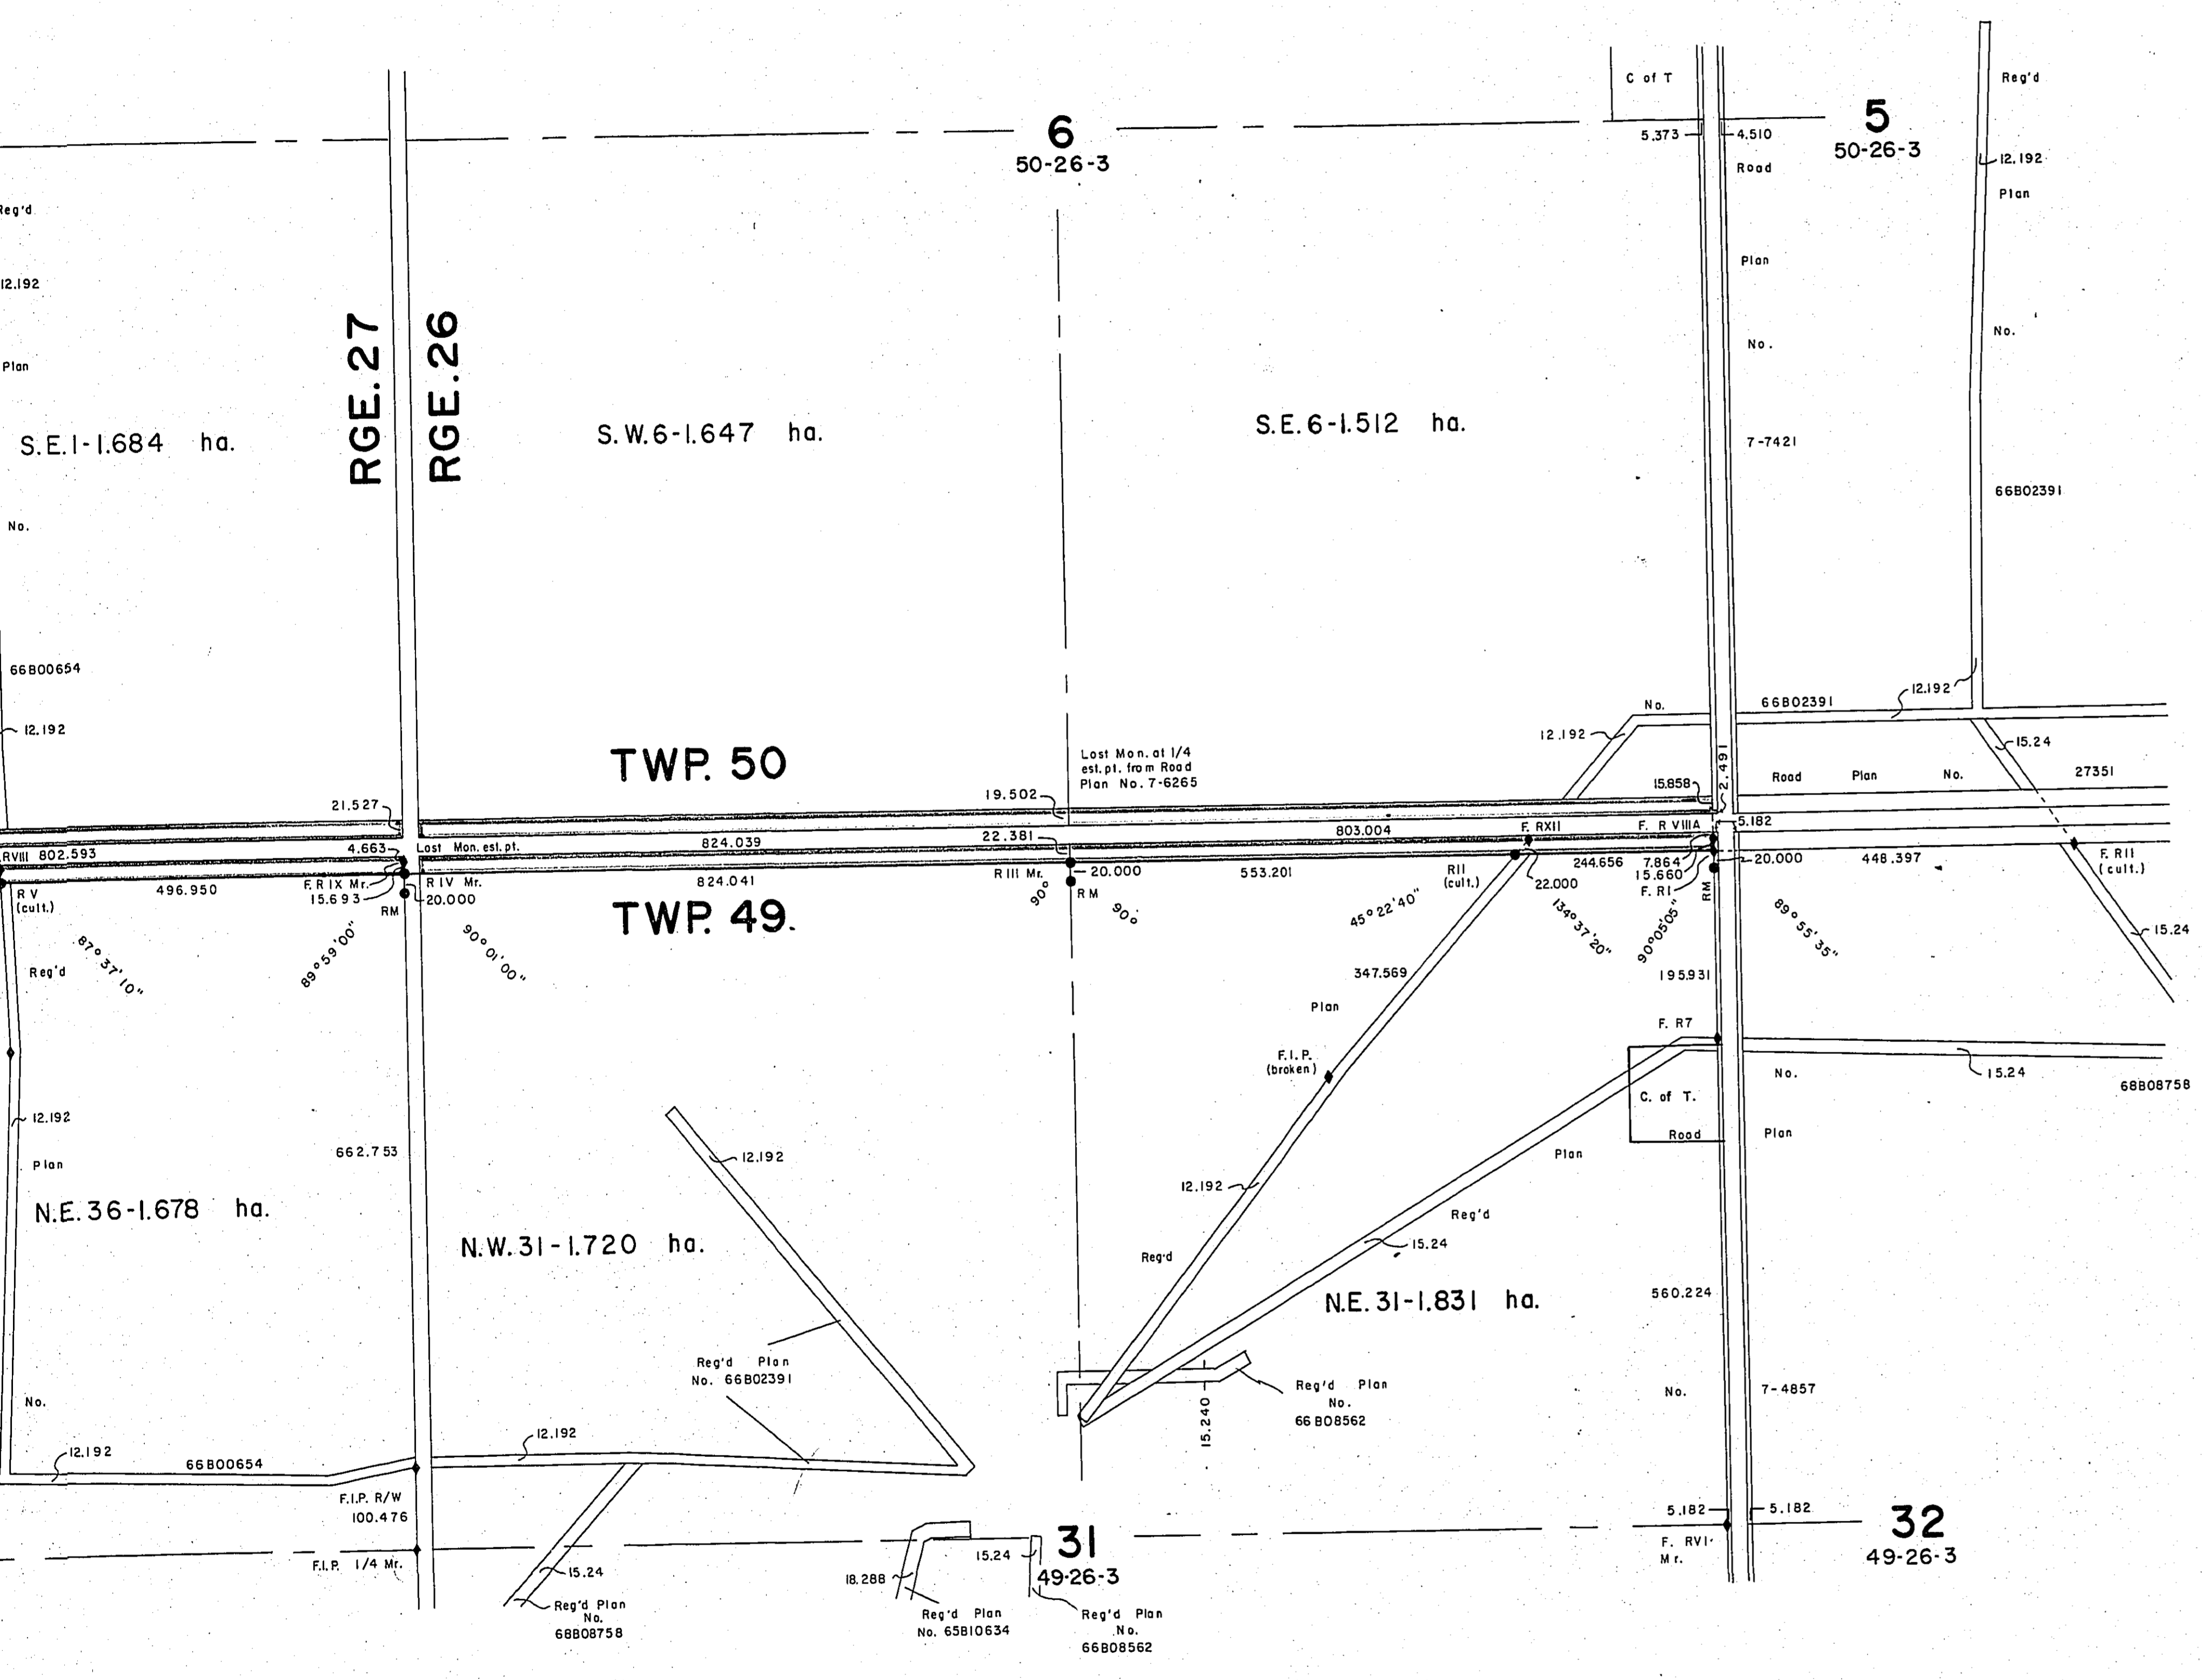 C of T
Reg'd
6
50-26-3
5
50-26-3
5.373
4.510
Road
12.192
Plan
Reg'd
12.192
Plan
No.
66B00654
12.192
Plan
No.
7-7421
No.
66B02391
RGE. 27
RGE. 26
S.E. 1-1.684 ha.
S.W. 6-1.647 ha.
S.E. 6-1.512 ha.
No.
66B02391
12.192
12.192
15.24
TWP. 50
Lost Mon. at 1/4
est. pt. from Road
Plan No. 7-6265
15.858
2.491
Road Plan No. 27351
21.527
19.502
22.381
803.004
F. RXII
F. R VIIIA
5.182
RVIII 802.593
4.663
Lost Mon. est. pt.
824.039
496.950
F. R IX Mr.
15.693
R IV Mr.
824.041
R III Mr.
20.000
553.201
RII
(cult.)
244.656
22.000
7.864
15.660
F. RI
20.000
448.397
F. RII
(cult.)
R V
(cult.)
RM
20.000
TWP. 49.
90°
RM
90°
RM
87°37'10"
89°59'00"
90°01'00"
45°22'40"
134°37'20"
90°05'05"
89°55'35"
15.24
Reg'd
347.569
195.931
Plan
F. R7
F.I.P.
(broken)
No.
15.24
68B08758
C. of T.
Road
Plan
12.192
662.753
Plan
12.192
Plan
12.192
N.E. 36-1.678 ha.
N.W. 31-1.720 ha.
Reg'd
15.24
Reg'd
560.224
N.E. 31-1.831 ha.
Reg'd Plan
No. 66B02391
Reg'd Plan
No.
66B08562
15.240
No.
7-4857
No.
12.192
66B00654
12.192
F.I.P. R/W
100.476
F.I.P. 1/4 Mr.
5.182
5.182
F. RVI
Mr.
32
49-26-3
31
49-26-3
15.24
18.288
15.24
Reg'd Plan
No.
68B08758
Reg'd Plan
No. 65B10634
Reg'd Plan
No.
66B08562